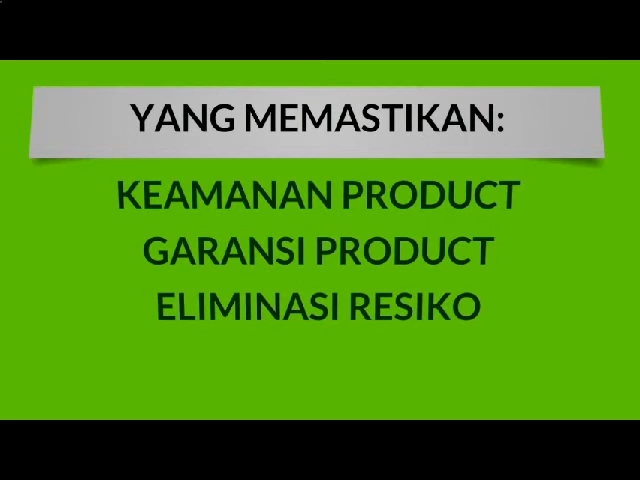 YANG MEMASTIKAN:
KEAMANAN PRODUCT
GARANSI PRODUCT
ELIMINASI RESIKO